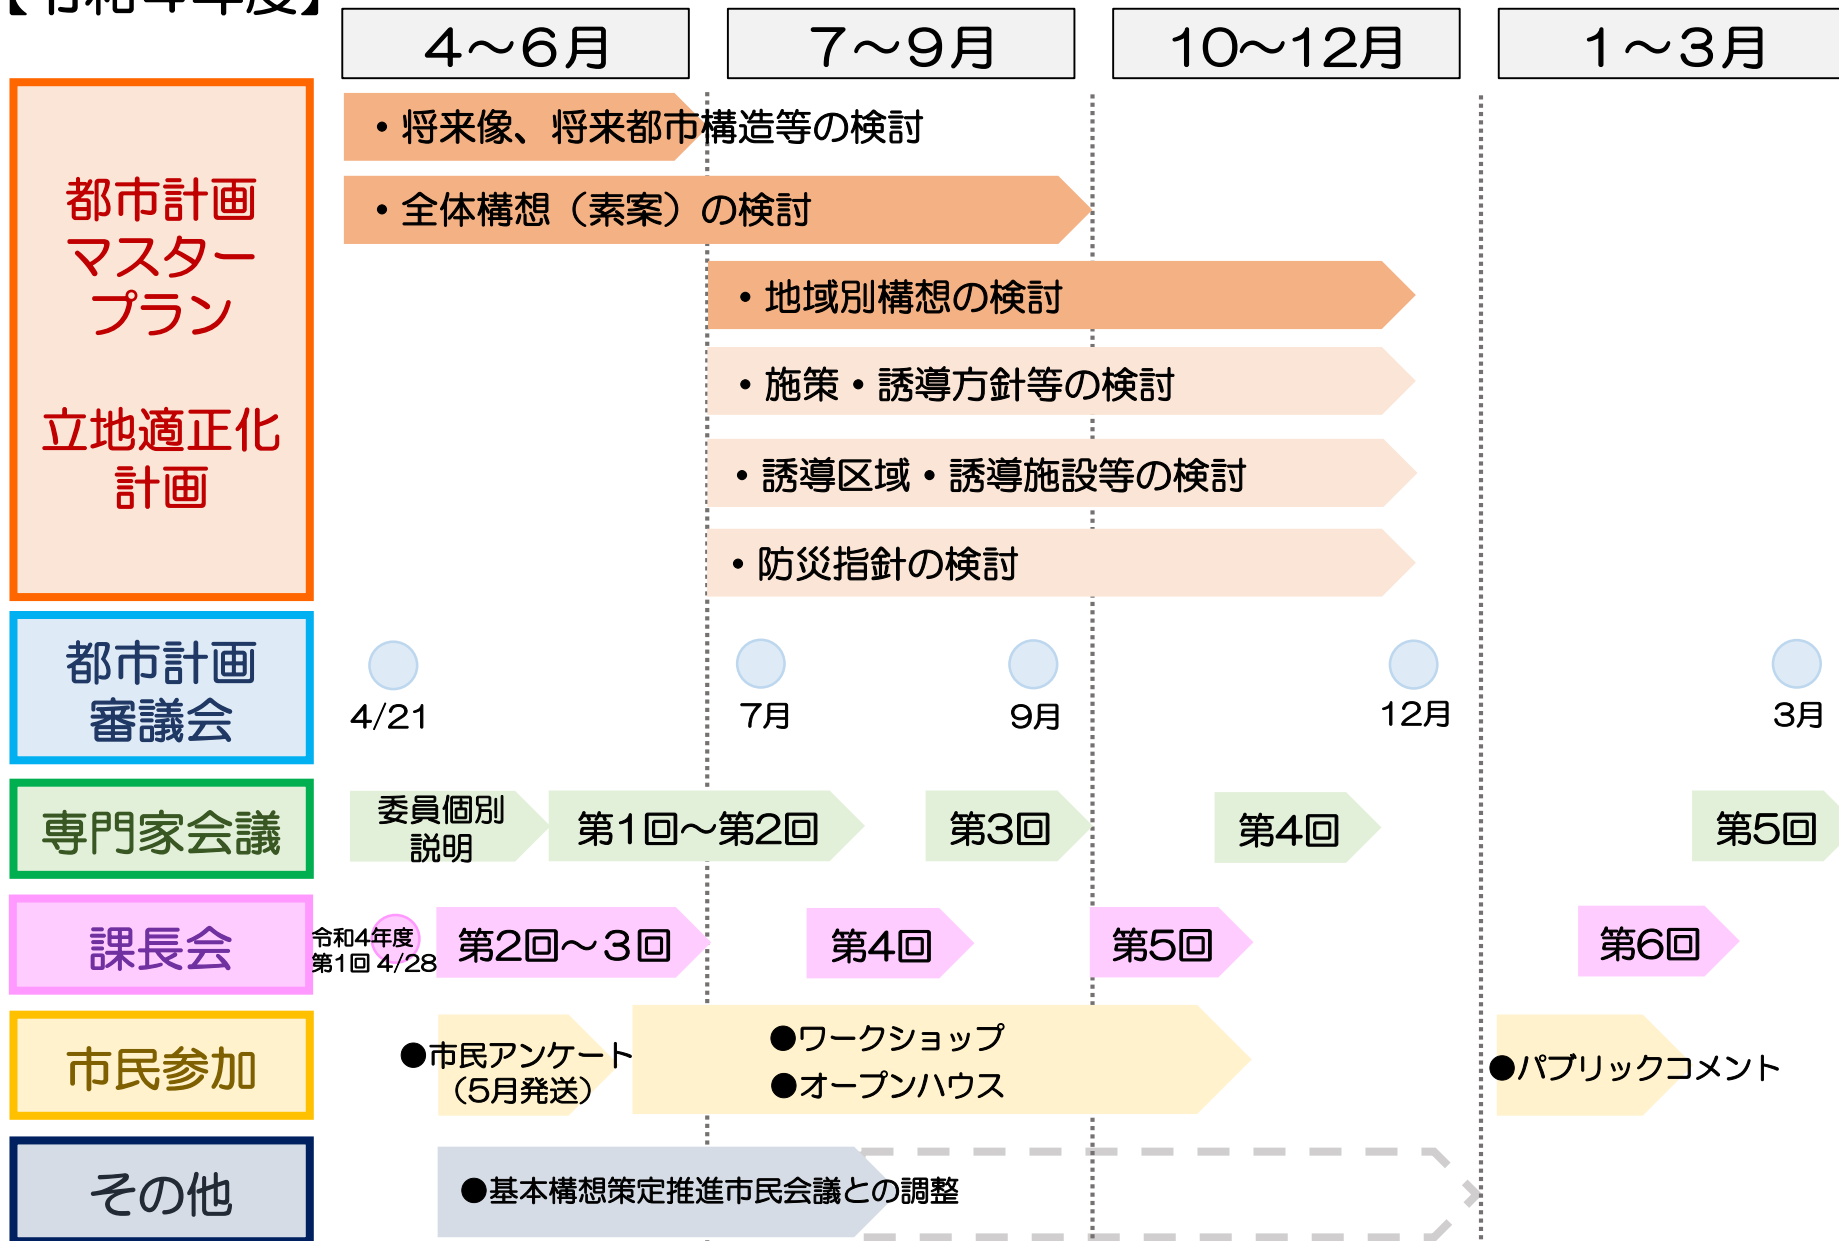 【令和4年度】
4～6月
7～9月
10～12月
1～3月
都市計画
マスター
プラン
立地適正化
計画
・将来像、将来都市構造等の検討
・全体構想（素案）の検討
・地域別構想の検討
・施策・誘導方針等の検討
・誘導区域・誘導施設等の検討
・防災指針の検討
都市計画
審議会
4/21
7月
9月
12月
3月
専門家会議
委員個別
説明
第1回～第2回
第3回
第4回
第5回
課長会
令和4年度
第1回 4/28
第2回～3回
第4回
第5回
第6回
市民参加
●市民アンケート
（5月発送）
●ワークショップ
●オープンハウス
●パブリックコメント
その他
●基本構想策定推進市民会議との調整